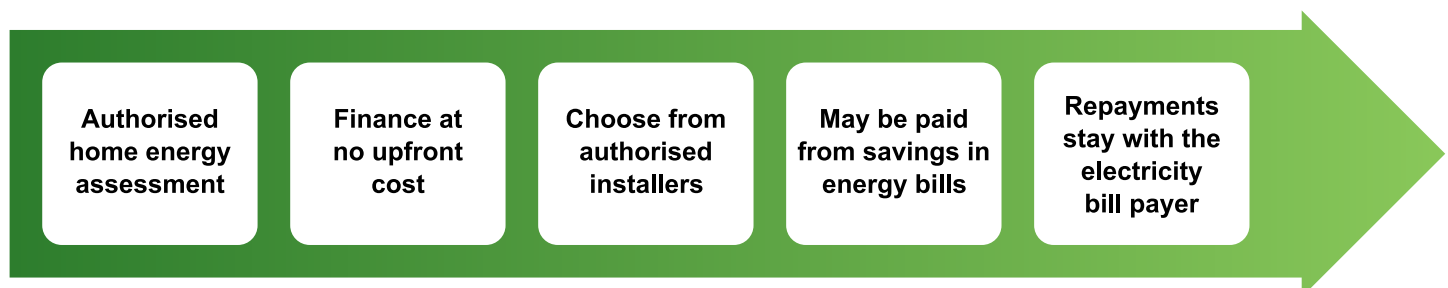 Authorised
home energy
assessment
Finance at
no upfront
cost
Choose from
authorised
installers
May be paid
from savings in
energy bills
Repayments
stay with the
electricity
bill payer